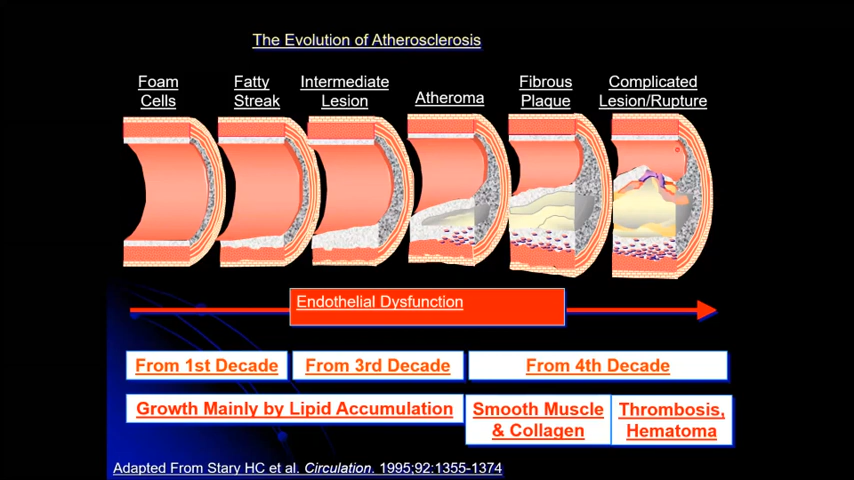 The Evolution of Atherosclerosis
Foam
Cells
Fatty
Streak
Intermediate
Lesion
Atheroma
Fibrous
Plaque
Complicated
Lesion/Rupture
Endothelial Dysfunction
From 1st Decade
From 3rd Decade
From 4th Decade
Growth Mainly by Lipid Accumulation
Smooth Muscle
& Collagen
Thrombosis,
Hematoma
Adapted From Stary HC et al. Circulation. 1995;92:1355-1374